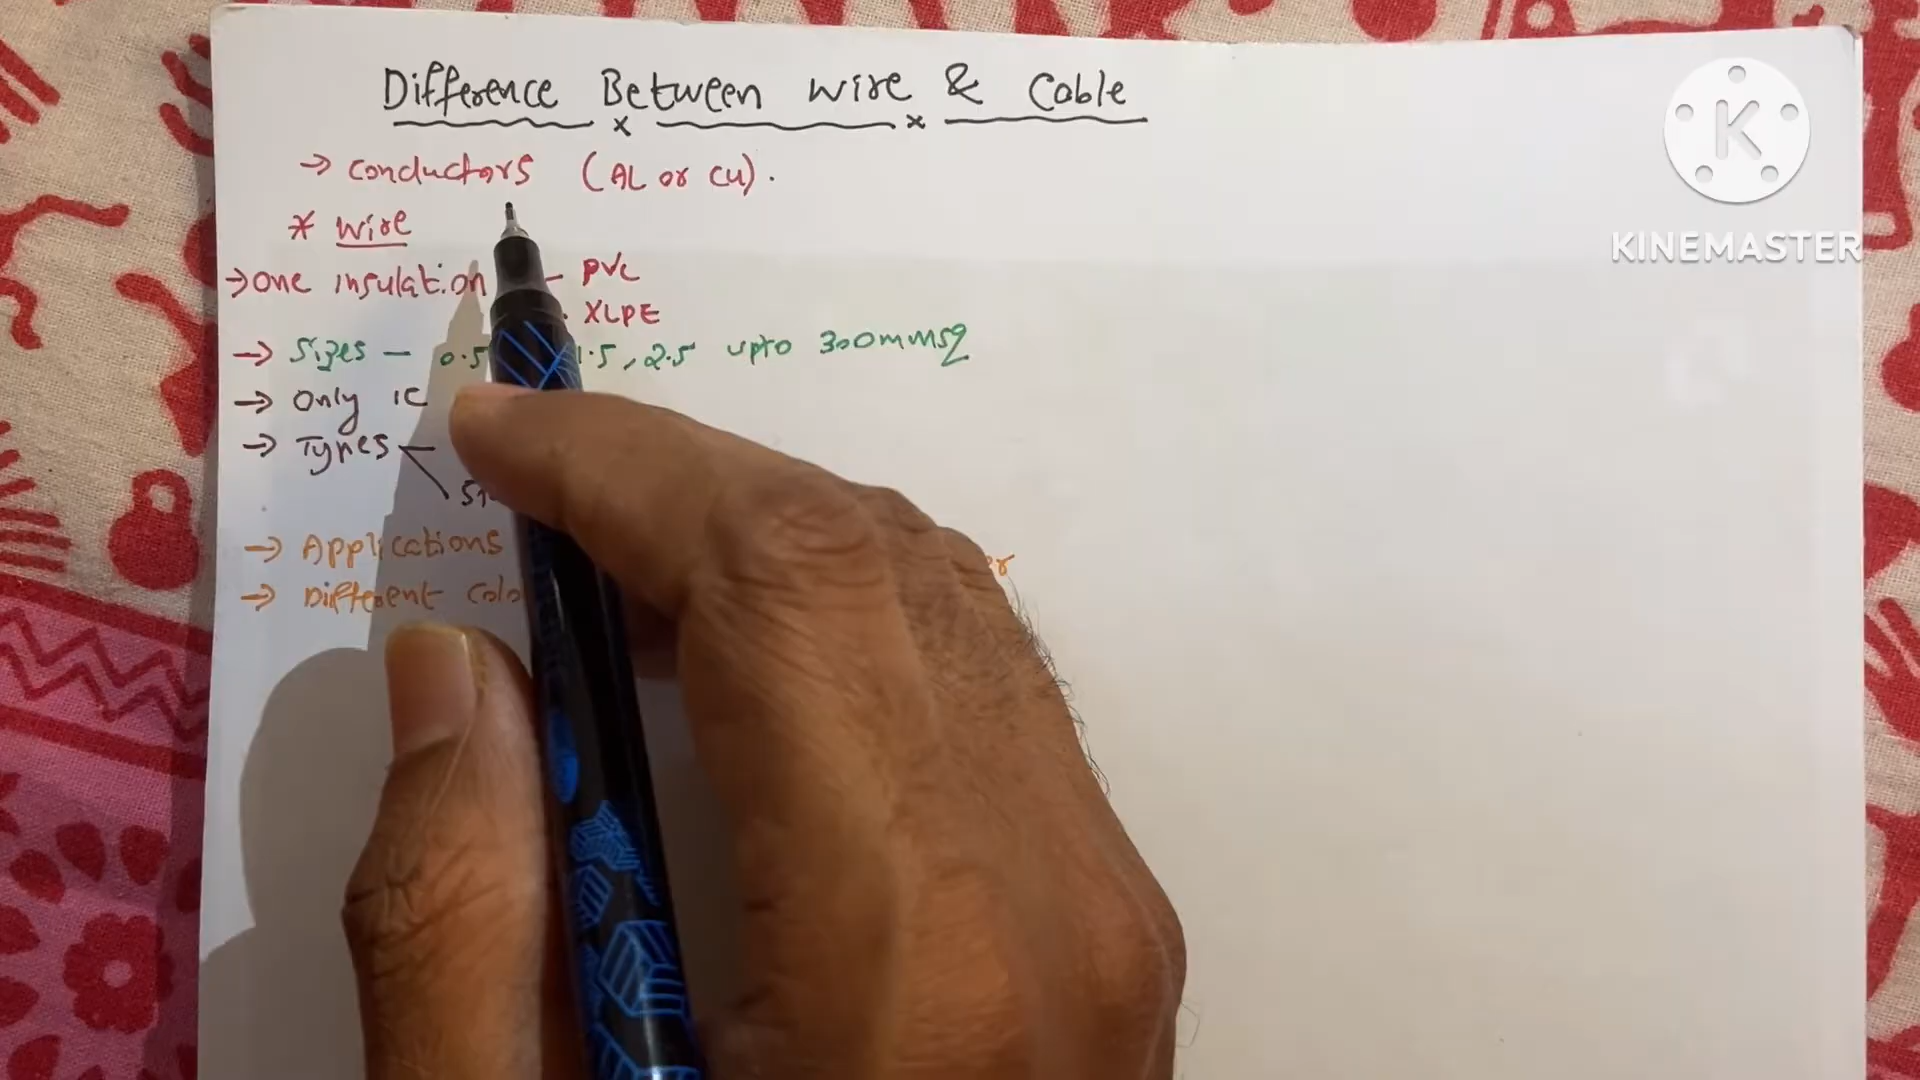 Difference Between wire & Cable
x x
→ Conductors (AL or CU).
* Wire
→ One insulation - PVC
XLPE
→ Sizes - 0.5 1.5, 2.5 upto 300mmsq
→ Only 1C
→ Types
→ Applications
→ Different
K
KINEMASTER